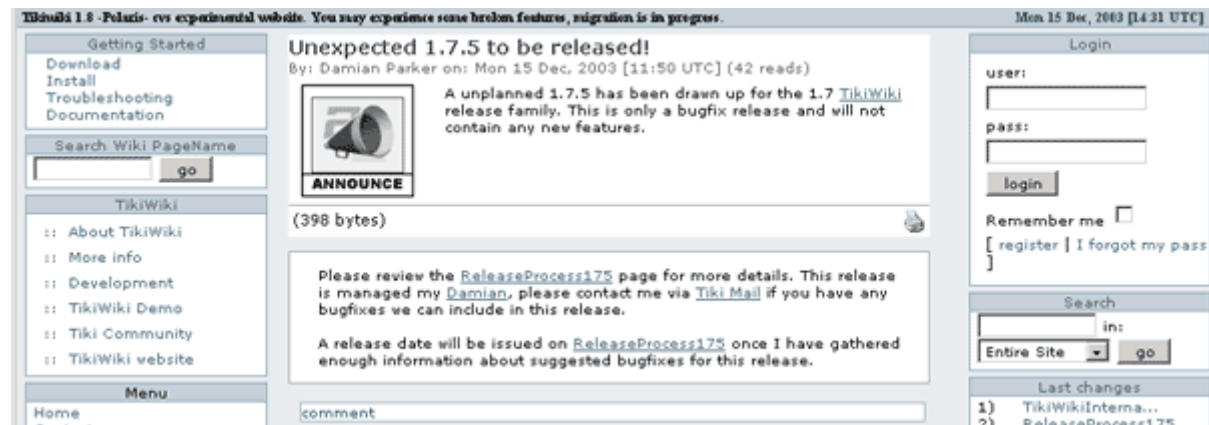 Tikiwiki 1.8 -Polaris- cvs experimental website. You may experience some broken features, migration is in progress.
Mon 15 Dec, 2003 [14:31 UTC]
Getting Started
Download
Install
Troubleshooting
Documentation
Search Wiki PageName
go
TikiWiki
:: About TikiWiki
:: More info
:: Development
:: TikiWiki Demo
:: Tiki Community
:: TikiWiki website
Menu
Home
Unexpected 1.7.5 to be released!
By: Damian Parker on: Mon 15 Dec, 2003 [11:50 UTC] (42 reads)
A unplanned 1.7.5 has been drawn up for the 1.7 TikiWiki
release family. This is only a bugfix release and will not
contain any new features.
ANNOUNCE
(398 bytes)
Please review the ReleaseProcess175 page for more details. This release
is managed my Damian, please contact me via Tiki Mail if you have any
bugfixes we can include in this release.
A release date will be issued on ReleaseProcess175 once I have gathered
enough information about suggested bugfixes for this release.
comment
Login
user:
pass:
login
Remember me
[ register | I forgot my pass
]
Search
in:
Entire Site
go
Last changes
1) TikiWikiInterna...
2) ReleaseProcess175